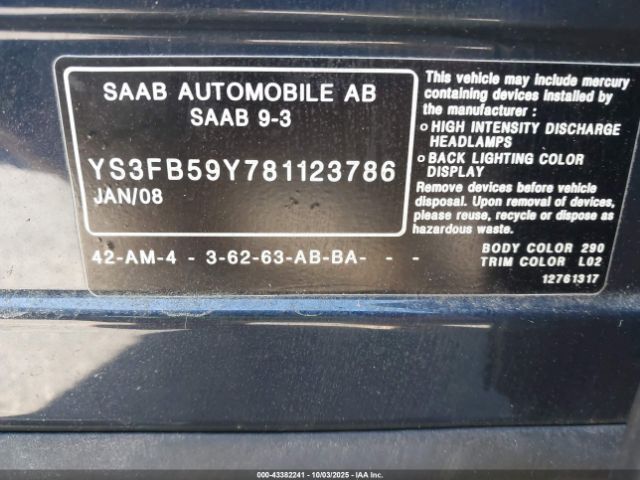 SAAB AUTOMOBILE AB
SAAB 9-3
YS3FB59Y781123786
JAN/08
This vehicle may include mercury
containing devices installed by
the manufacturer :
o HIGH INTENSITY DISCHARGE
HEADLAMPS
o BACK LIGHTING COLOR
DISPLAY
Remove devices before vehicle
disposal. Upon removal of devices,
please reuse, recycle or dispose as
hazardous waste.
42-AM-4 - 3-62-63-AB-BA- - -
BODY COLOR 290
TRIM COLOR L02
12761317
000-43382241 - 10/03/2025 - IAAI.com